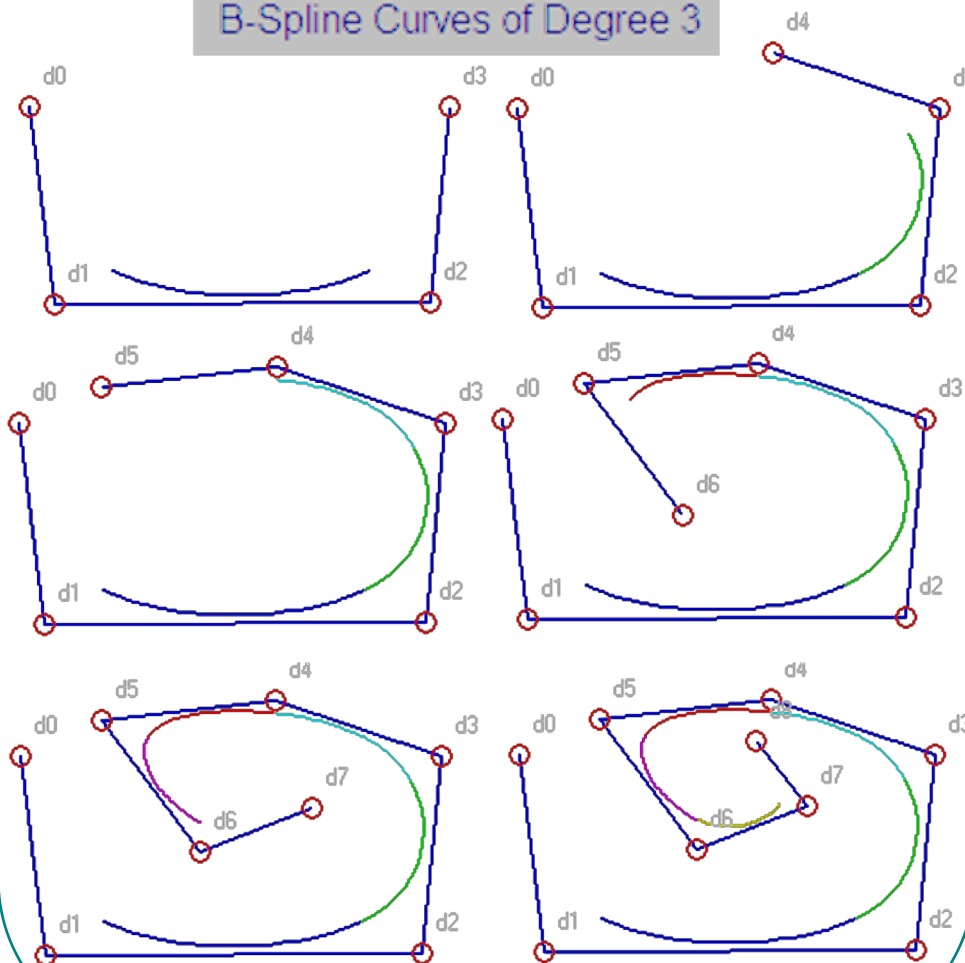 B-Spline Curves of Degree 3
d0 d3 d1 d2
d4 d0 d d1 d2
d4 d5 d0 d3 d1 d2
d4 d5 d0 d3 d6 d1 d2
d4 d5 d0 d3 d7 d6 d1 d2
d4 d5 d8 d0 d3 d7 d6 d1 d2